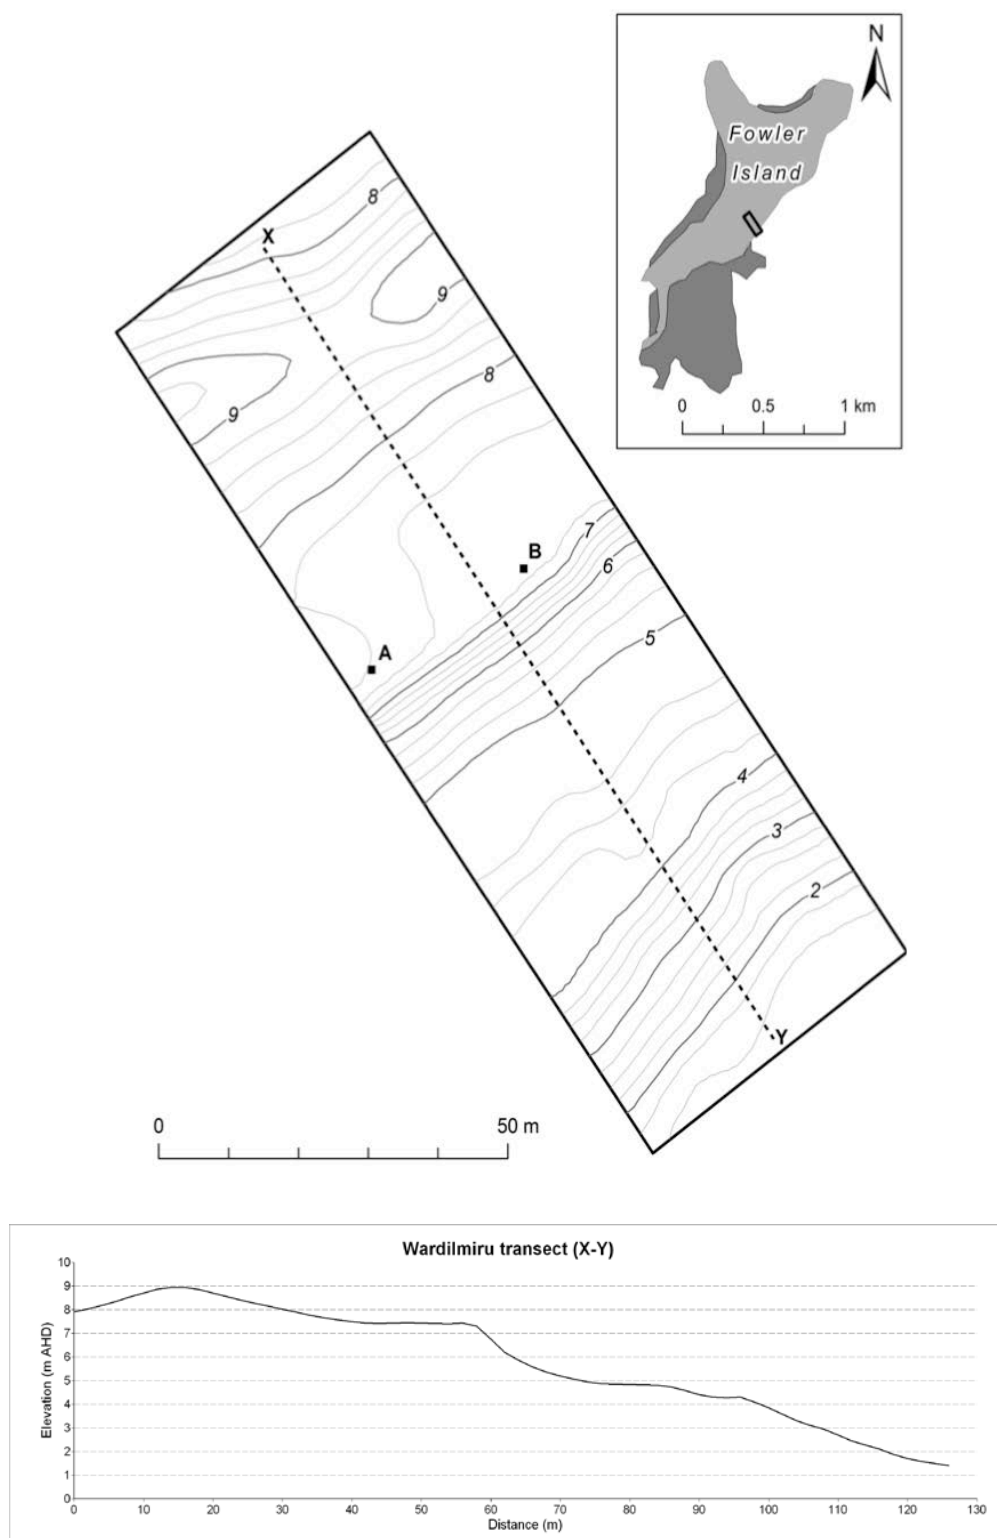 N
Fowler
Island
0 0.5 1 km
8
X
9
8
9
7
B
6
5
A
4
3
2
Y
0 50 m
Wardilmiru transect (X-Y)
Elevation (m AHD)
10
9
8
7
6
5
4
3
2
1
0
0 10 20 30 40 50 60 70 80 90 100 110 120 130
Distance (m)